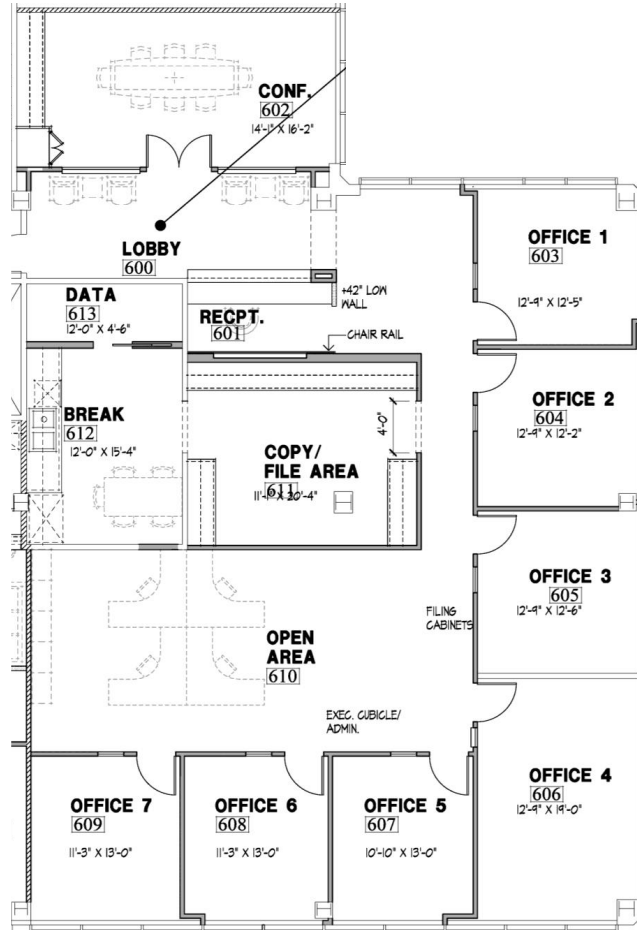 CONF.
602
14'-1" X 16'-2"
LOBBY
600
OFFICE 1
603
12'-9" X 12'-5"
DATA
613
12'-0" X 4'-6"
+42" LOW
WALL
RECPT.
601
CHAIR RAIL
OFFICE 2
604
12'-9" X 12'-2"
BREAK
612
12'-0" X 15'-4"
4'-0"
COPY/
FILE AREA
611
11'-1" X 20'-4"
OFFICE 3
605
12'-9" X 12'-6"
FILING
CABINETS
OPEN
AREA
610
EXEC. CUBICLE/
ADMIN.
OFFICE 4
606
12'-9" X 19'-0"
OFFICE 7
609
11'-3" X 13'-0"
OFFICE 6
608
11'-3" X 13'-0"
OFFICE 5
607
10'-10" X 13'-0"